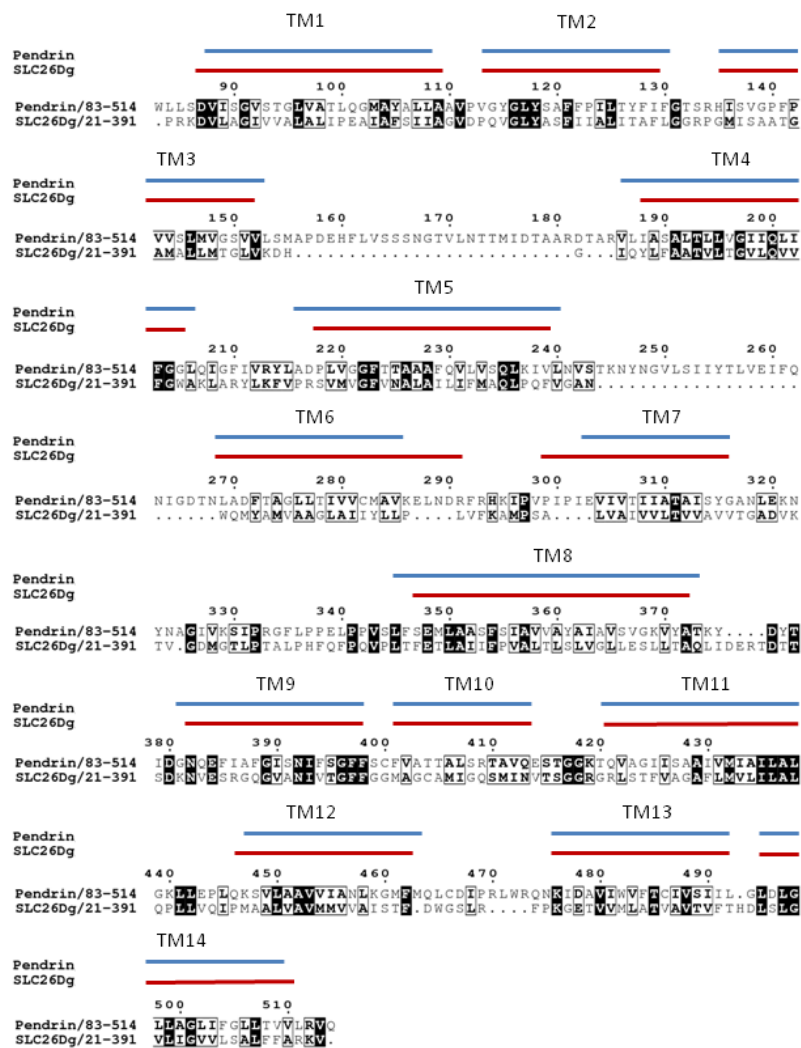 TM1 TM2
Pendrin
SLC26Dg
90 100 110 120 130 140
Pendrin/83-514 WLLSDVISGVSTGLVATLQGMAYALLAAVPVGYGLYSAFFPILTYFIFGTSRHISVGPFP
SLC26Dg/21-391 .PRKDVLAGIVVALALIPEAIAFSIIAGVDPQVGLYASFIIALITAFLGGRPGMISAATG
TM3 TM4
Pendrin
SLC26Dg
150 160 170 180 190 200
Pendrin/83-514 VVSLMVGSVVLSMAPDEHFLVSSSNGTVLNTTMIDTAARDTARVLIASALTLLVGIIQLI
SLC26Dg/21-391 AMALLMTGLVKDH..........................G...IQYLFAATVLTGVLQVV
TM5
Pendrin
SLC26Dg
210 220 230 240 250 260
Pendrin/83-514 FGGLQIGFIVRYLADPLVGGFTTAAAFQVLVSQLKIVLNVSTKNYNGVLSIIYTLVEIFQ
SLC26Dg/21-391 FGWAKLARYLKFVPRSVMVGFVNALAILIFMAQLPQFVGAN...................
TM6 TM7
Pendrin
SLC26Dg
270 280 290 300 310 320
Pendrin/83-514 NIGDTNLADFTAGLLTIVVCMAVKELNDRFRHKIPVPIPIEVIVTIIATAISYGANLEKN
SLC26Dg/21-391 ......WQMYAMVAAGLAIIYLLP....LVFKAMPSA....LVAIVVLTVVAVVTGADVK
TM8
Pendrin
SLC26Dg
330 340 350 360 370
Pendrin/83-514 YNAGIVKSIPRGFLPPELPPVSLFSEMLAASFSIAVVAYAIAVSVGKVYATKY....DYT
SLC26Dg/21-391 TV.GDMGTLPTALPHFQFPQVPLTFETLAIIFPVALTLSLVGLLESLLTAQLIDERTDTT
TM9 TM10 TM11
Pendrin
SLC26Dg
380 390 400 410 420 430
Pendrin/83-514 IDGNQEFIAFGISNIFSGFFSCFVATTALSRTAVQESTGGKTQVAGIISAAIVMIAILAL
SLC26Dg/21-391 SDKNVESRGQGVANIVTGFFGGMAGCAMIGQSMINVTSGGRGRLSTFVAGAFLMVLILAL
TM12 TM13
Pendrin
SLC26Dg
440 450 460 470 480 490
Pendrin/83-514 GKLLEPLQKSVLAAVVIANLKGMFMQLCDIPRLWRQNKIDAVIWVFTCIVSIIL.GLDLG
SLC26Dg/21-391 QPLLVQIPMAALVAVMMVVAISTF.DWGSLR....FPKGETVVMLATVAVTVFTHDLSLG
TM14
Pendrin
SLC26Dg
500 510
Pendrin/83-514 LLAGLIFGLLTVVLRVQ
SLC26Dg/21-391 VLIGVVLSALFFARKV.